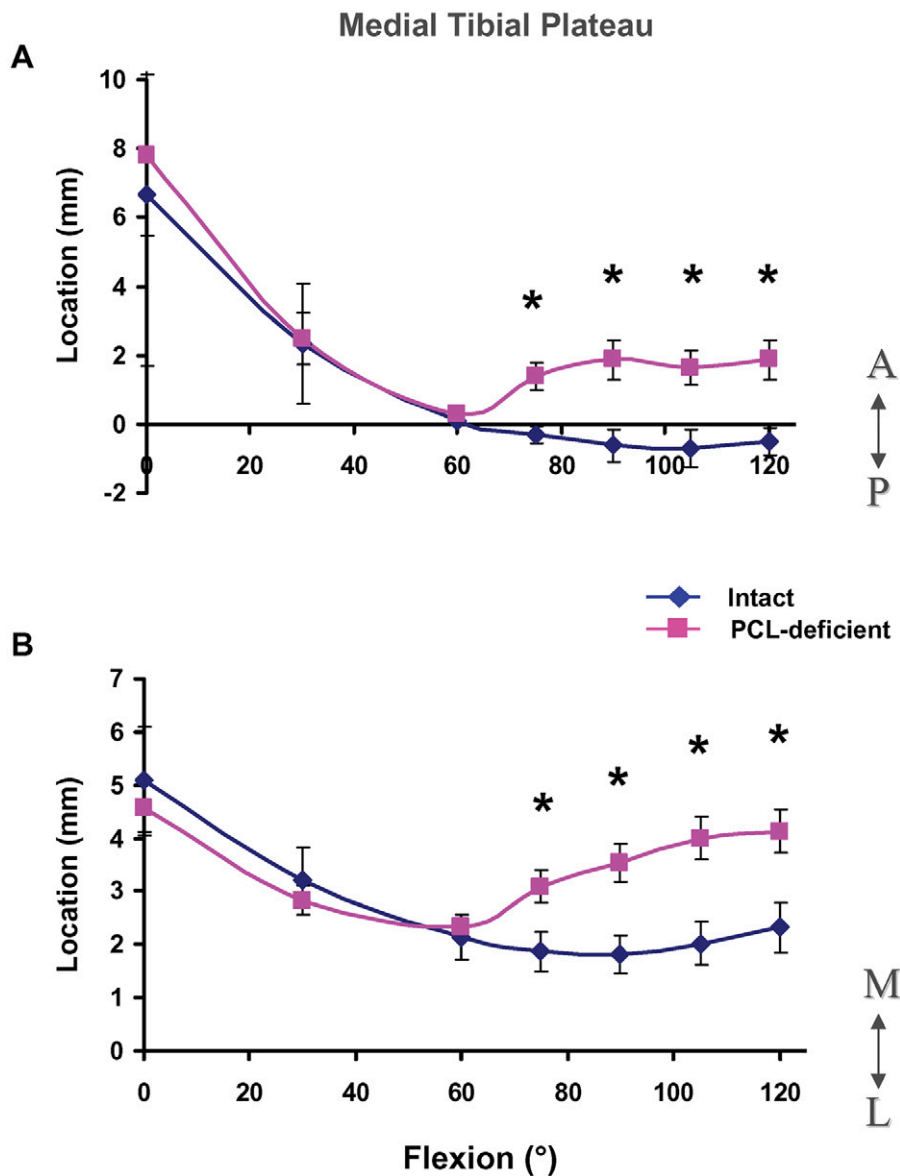 Medial Tibial Plateau
A
10
8
6
4
2
0
-2
Location (mm)
* * * *
0 20 40 60 80 100 120
A
P
Intact
PCL-deficient
B
7
6
5
4
3
2
1
0
Location (mm)
* * * *
0 20 40 60 80 100 120
M
L
Flexion (°)